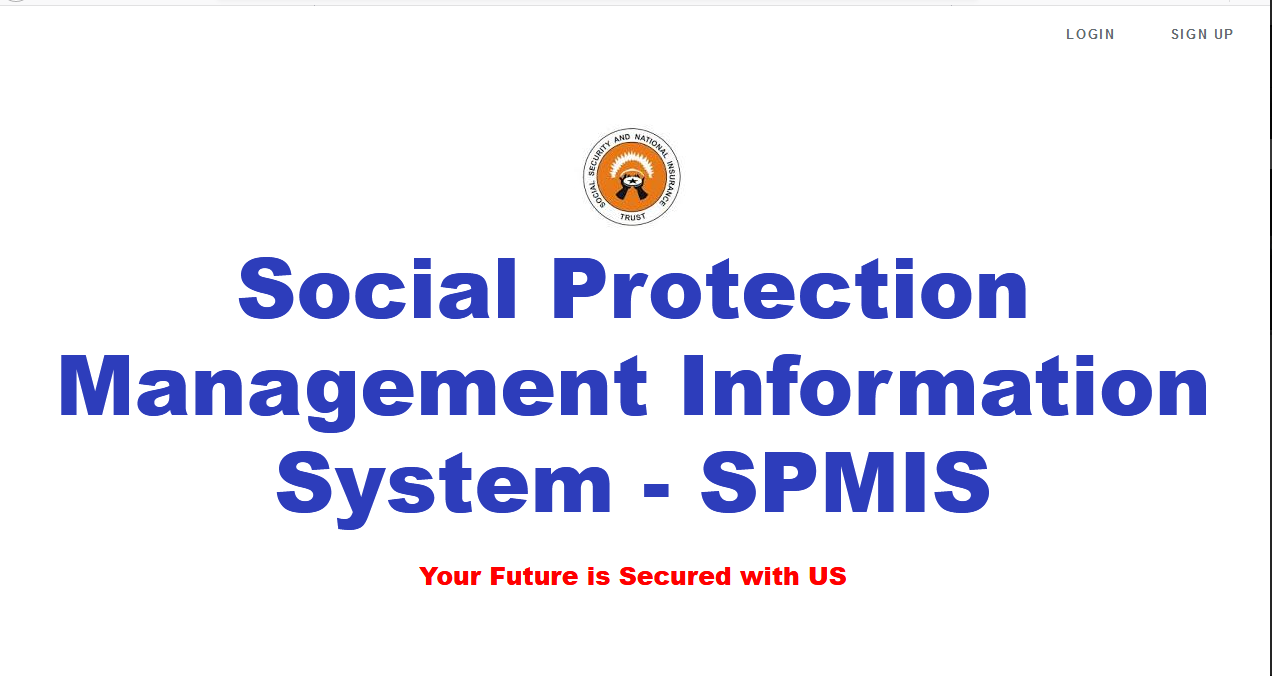 LOGIN SIGN UP
SOCIAL SECURITY AND NATIONAL INSURANCE
TRUST
Social Protection
Management Information
System - SPMIS
Your Future is Secured with US